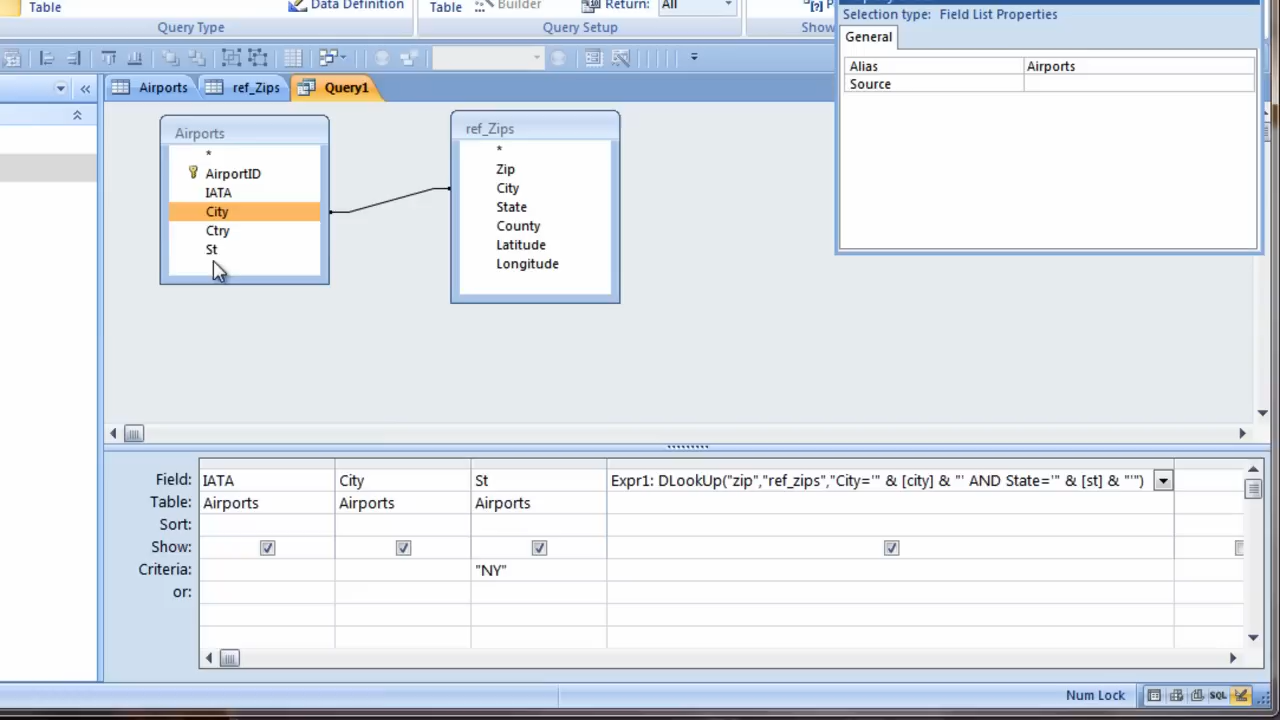 Table
Data Definition
Table
Builder
Return:
All
Query Type
Query Setup
Show
Selection type: Field List Properties
General
Alias
Airports
Source
Airports
ref_Zips
Query1
Airports
*
AirportID
IATA
City
Ctry
St
ref_Zips
*
Zip
City
State
County
Latitude
Longitude
Field:
IATA
City
St
Expr1: DLookUp("zip","ref_zips","City='" & [city] & "' AND State='" & [st] & "'")
Table:
Airports
Airports
Airports
Sort:
Show:
Criteria:
"NY"
or:
Num Lock
SQL